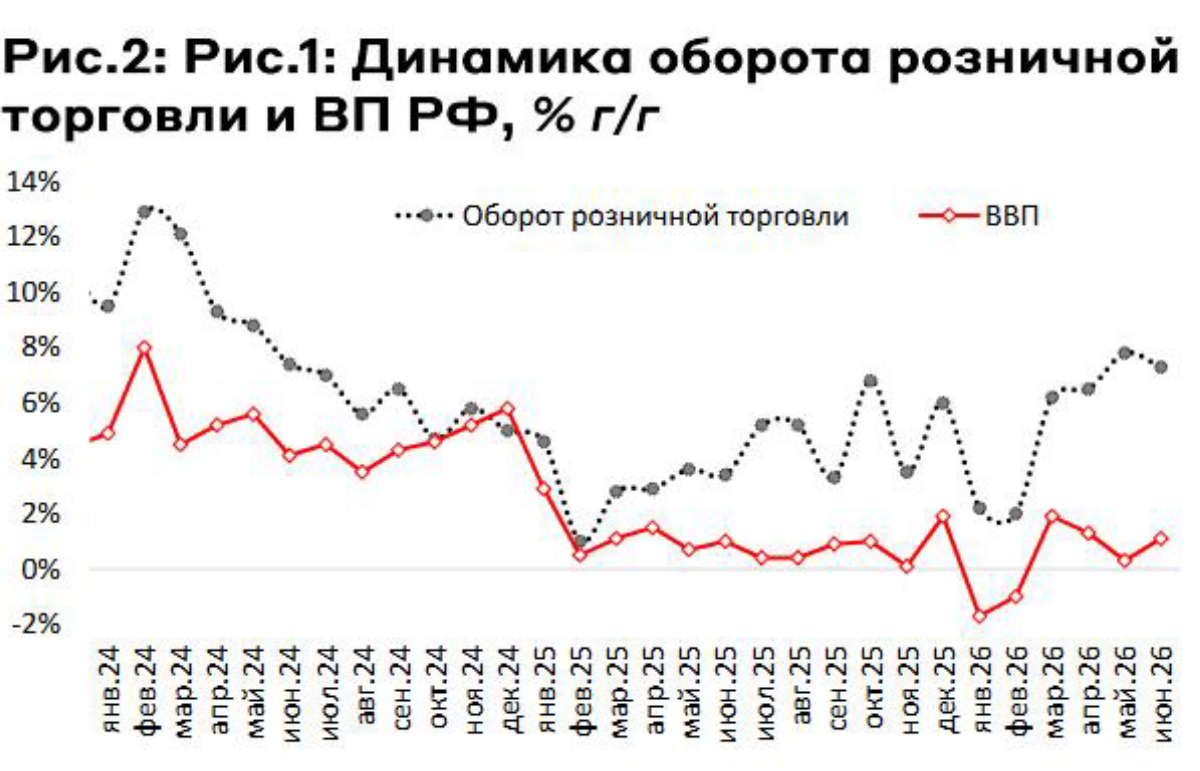 Рис.2: Рис.1: Динамика оборота розничной
торговли и ВП РФ, % г/г
14%
Оборот розничной торговли
ВВП
12%
10%
8%
6%
4%
2%
0%
-2%
янв.24
фев.24
мар.24
апр.24
май.24
июн.24
июл.24
авг.24
сен.24
окт.24
ноя.24
дек.24
янв.25
фев.25
мар.25
апр.25
май.25
июн.25
июл.25
авг.25
сен.25
окт.25
ноя.25
дек.25
янв.26
фев.26
мар.26
апр.26
май.26
июн.26